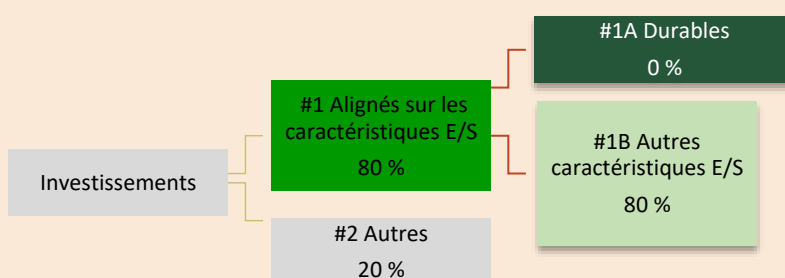 Investissements
#1 Alignés sur les
caractéristiques E/S
80 %
#2 Autres
20 %
#1A Durables
0 %
#1B Autres
caractéristiques E/S
80 %